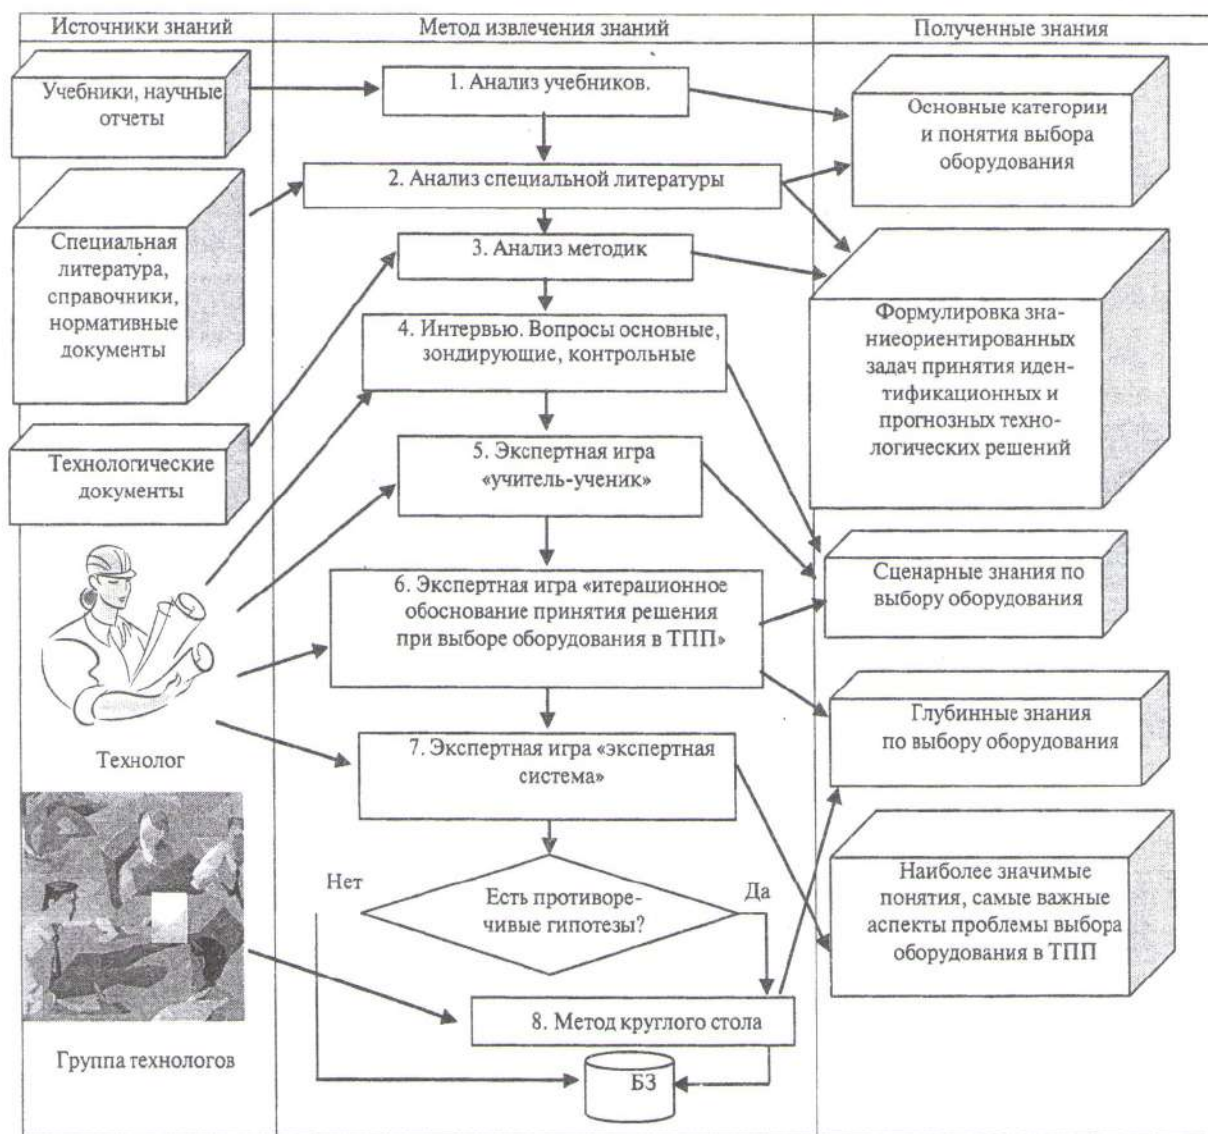 Источники знаний
Метод извлечения знаний
Полученные знания
Учебники, научные
отчеты
1. Анализ учебников.
Основные категории
и понятия выбора
оборудования
2. Анализ специальной литературы
Специальная
литература,
справочники,
нормативные
документы
3. Анализ методик
4. Интервью. Вопросы основные,
зондирующие, контрольные
Формулировка зна-
ниеориентированных
задач принятия иден-
тификационных и
прогнозных техно-
логических решений
Технологические
документы
5. Экспертная игра
«учитель-ученик»
6. Экспертная игра «итерационное
обоснование принятия решения
при выборе оборудования в ТПП»
Сценарные знания по
выбору оборудования
Технолог
7. Экспертная игра «экспертная
система»
Глубинные знания
по выбору оборудования
Нет
Есть противоре-
чивые гипотезы?
Да
Наиболее значимые
понятия, самые важные
аспекты проблемы выбора
оборудования в ТПП
8. Метод круглого стола
Группа технологов
БЗ